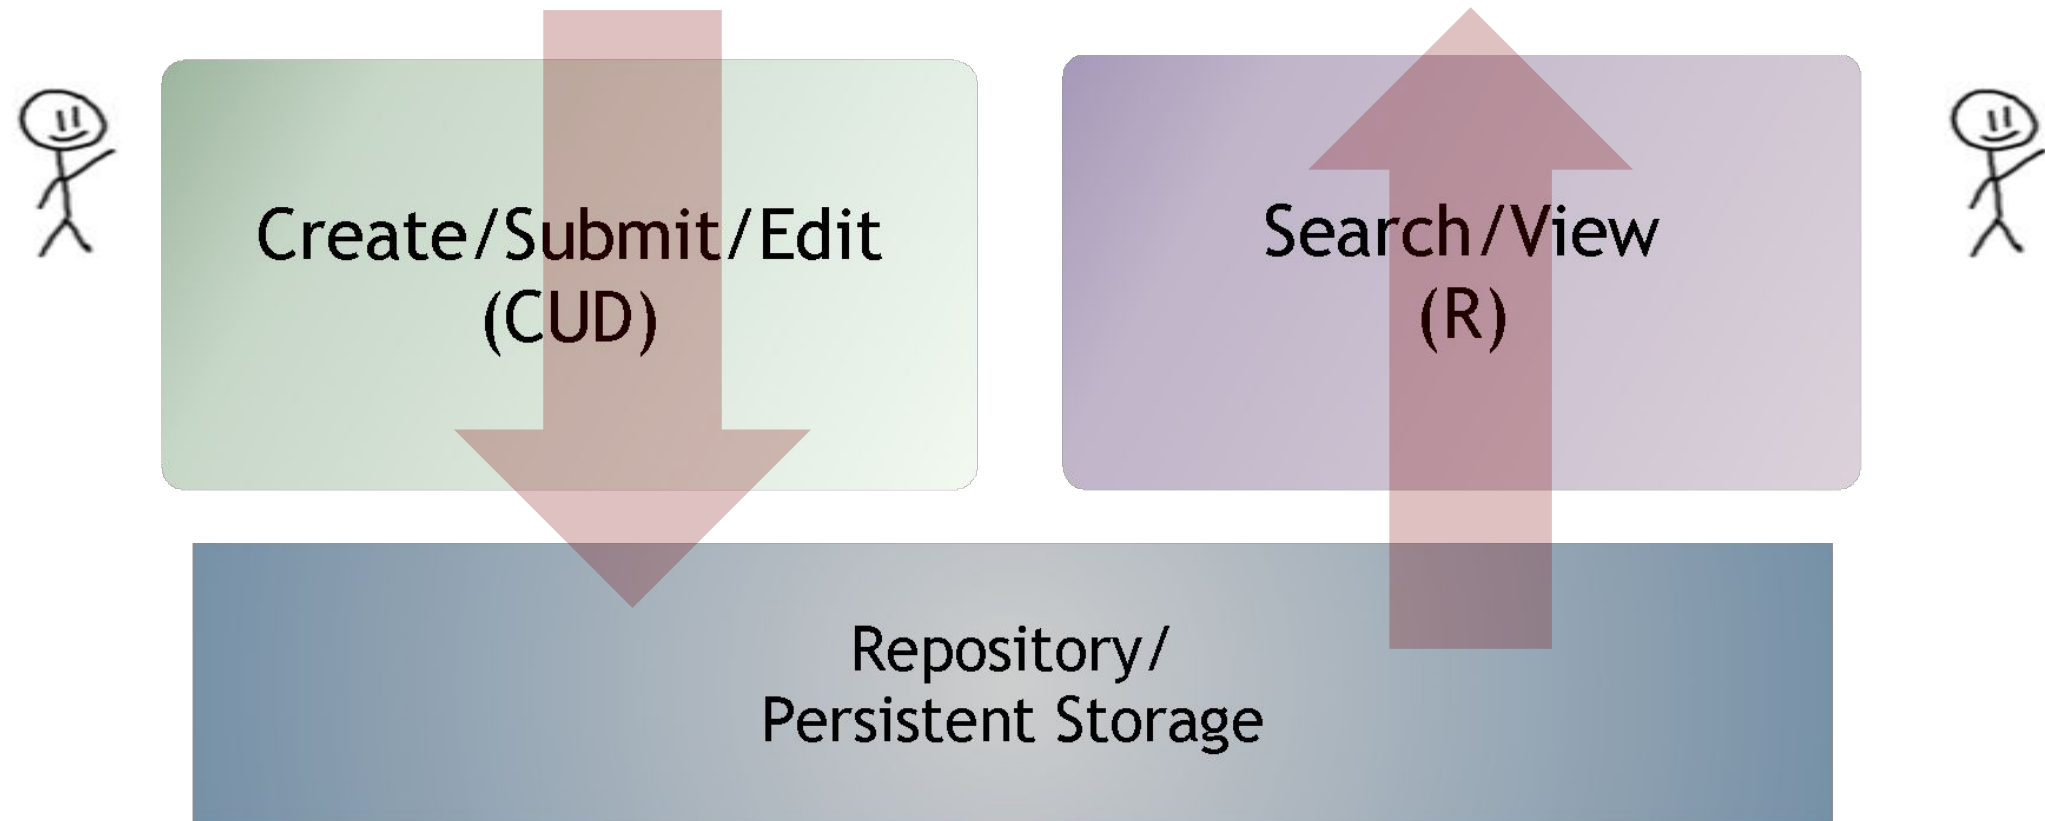 Create/Submit/Edit
(CUD)
Search/View
(R)
Repository/
Persistent Storage